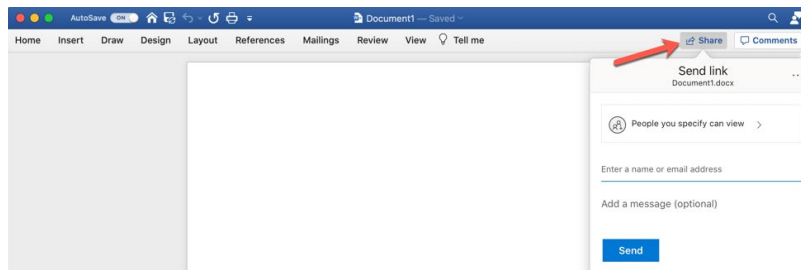 AutoSave ON Document1 — Saved
Home Insert Draw Design Layout References Mailings Review View Tell me Share Comments
Send link
Document1.docx
People you specify can view
Enter a name or email address
Add a message (optional)
Send